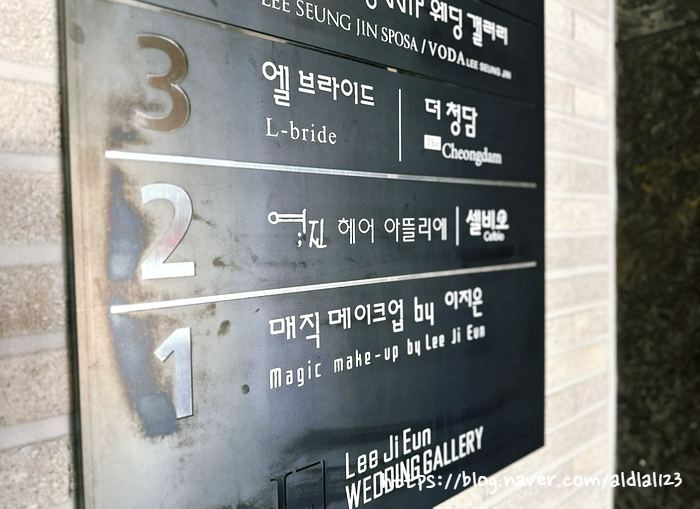 웨딩 갤러리
LEE SEUNG JIN SPOSA / VODA LEE SEUNG JIN
3
엘 브라이드
L-bride
더 청담
Cheongdam
2
헤어 아뜰리에
셀비오
1
매직 메이크업 by 이지은
Magic make-up by Lee Ji Eun
Lee Ji Eun
WEDDING GALLERY
https://blog.naver.com/aldlal123